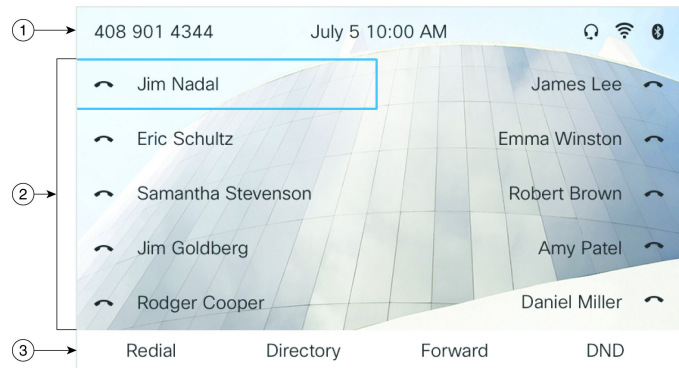 1 408 901 4344 July 5 10:00 AM
Jim Nadal James Lee
Eric Schultz Emma Winston
2 Samantha Stevenson Robert Brown
Jim Goldberg Amy Patel
Rodger Cooper Daniel Miller
3 Redial Directory Forward DND